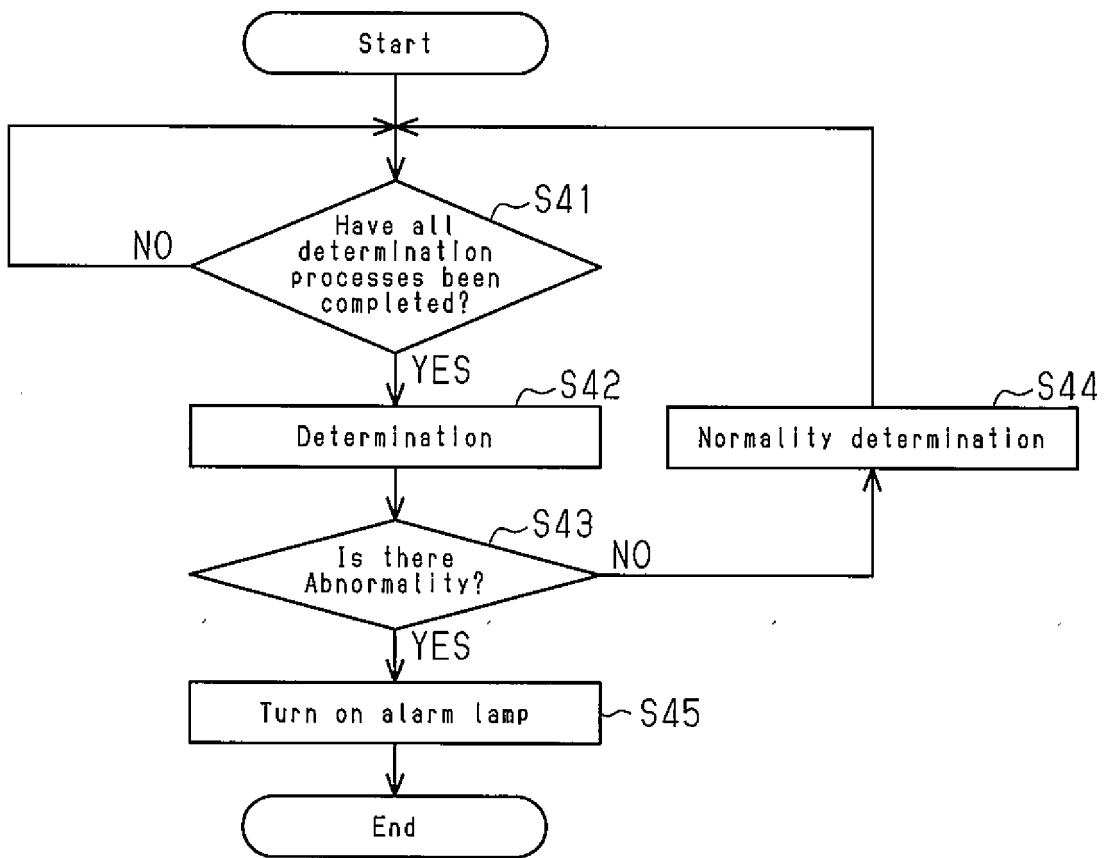 Start
S41
Have all
determination
processes been
completed?
NO
YES
S42
Determination
S44
Normality determination
S43
Is there
Abnormality?
NO
YES
Turn on alarm lamp
S45
End